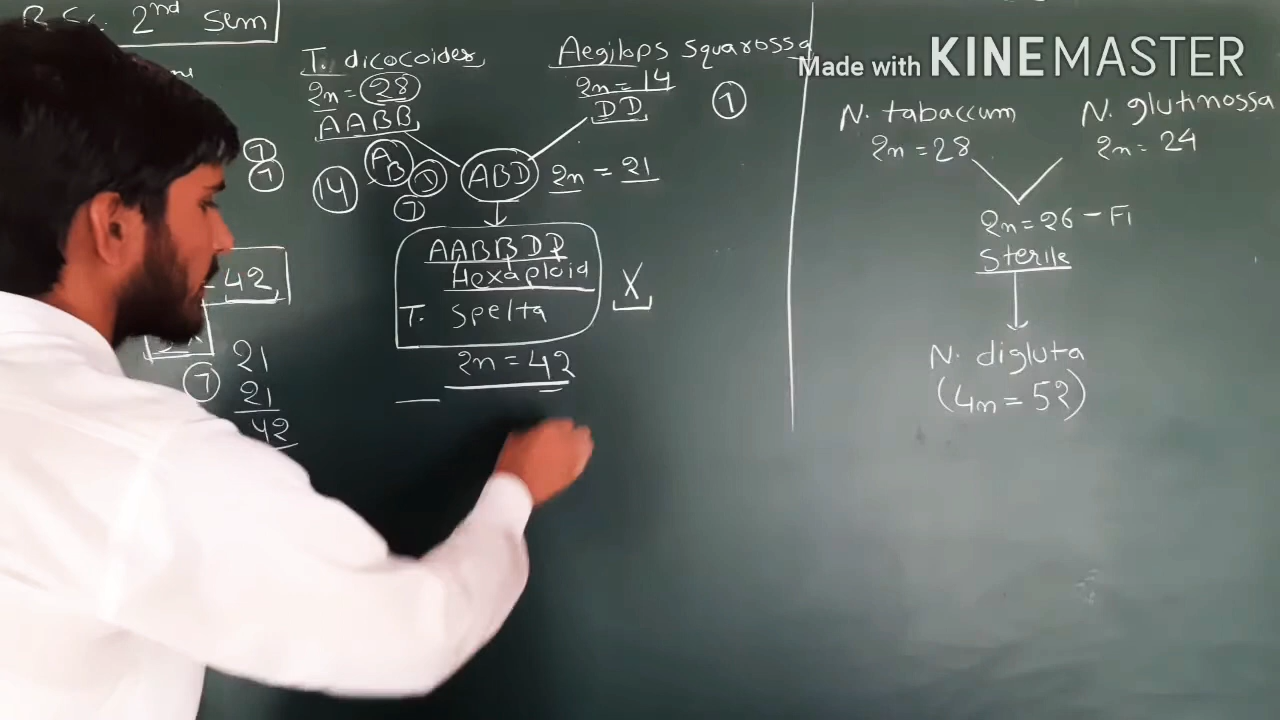 B.Sc. 2nd Sem
T. dicocoides
2n = 28
AABB
Aegilops squarossa
2n = 14
DD
1
7
7
14
A
B
D
7
ABD
2n = 21
AABBDD
Hexaploid
T. Spelta
X
2n = 42
42
7
21
21
42
Made with KINEMASTER
N. tabaccum
2n = 28
N. glutinossa
2n = 24
2n = 26 - F1
Sterile
N. digluta
(4n = 52)